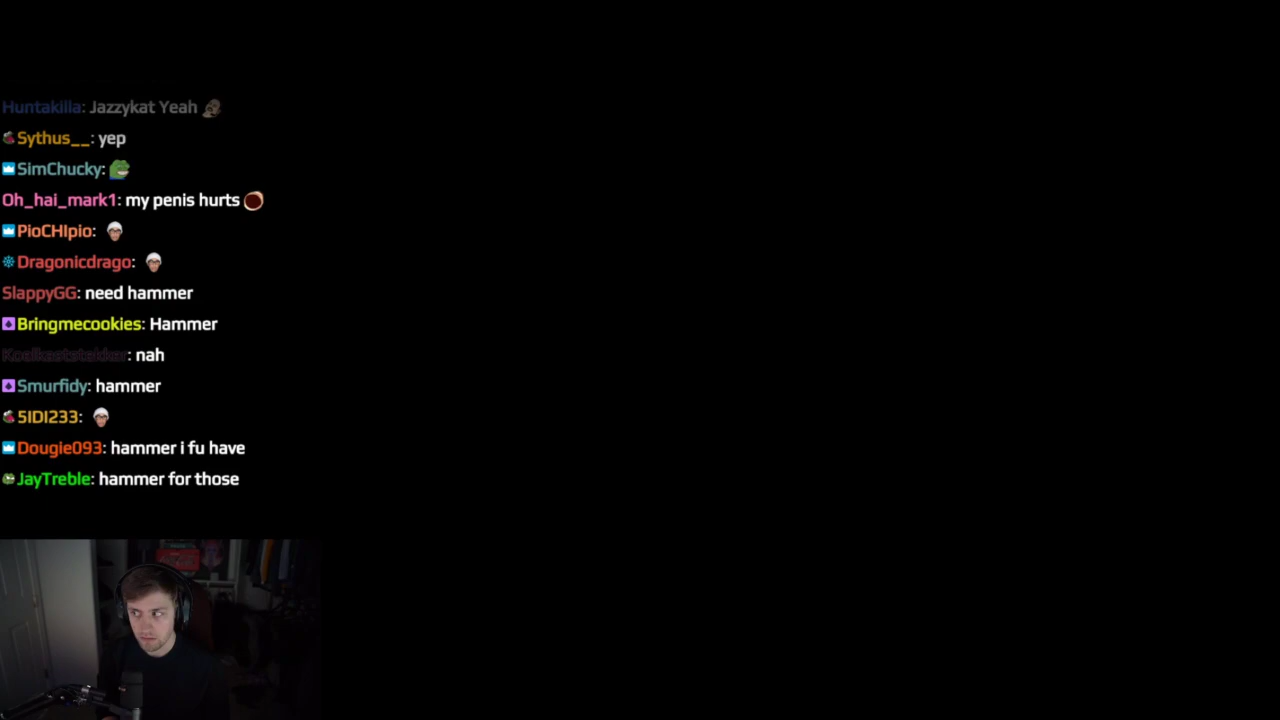 Huntakilla: Jazzykat Yeah
Sythus__: yep
SimChucky:
Oh_hai_mark1: my penis hurts
PioCHIpio:
Dragonicdrago:
SlappyGG: need hammer
Bringmecookies: Hammer
Koelkaststekker: nah
Smurfidy: hammer
5IDI233:
Dougie093: hammer i fu have
JayTreble: hammer for those